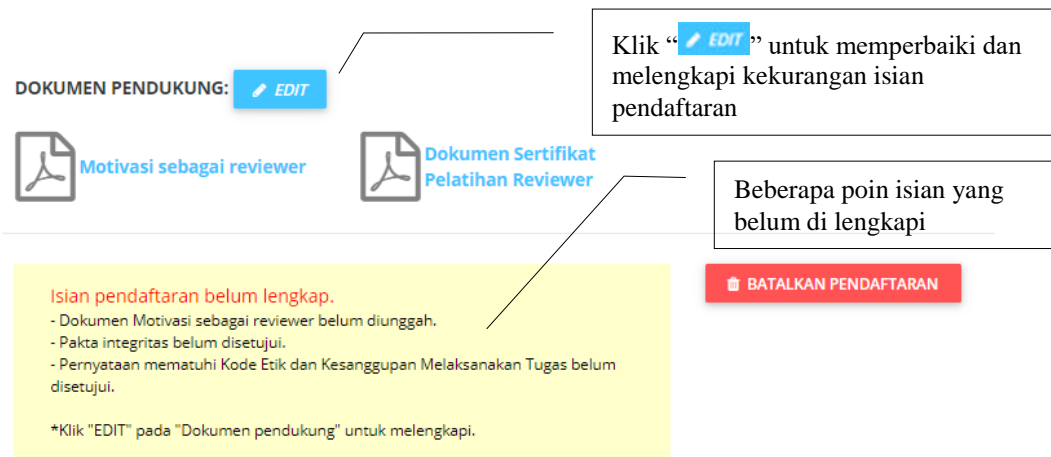 Klik “ EDIT ” untuk memperbaiki dan
melengkapi kekurangan isian
pendaftaran
DOKUMEN PENDUKUNG: EDIT
Motivasi sebagai reviewer
Dokumen Sertifikat
Pelatihan Reviewer
Beberapa poin isian yang
belum di lengkapi
Isian pendaftaran belum lengkap.
- Dokumen Motivasi sebagai reviewer belum diunggah.
- Pakta integritas belum disetujui.
- Pernyataan mematuhi Kode Etik dan Kesanggupan Melaksanakan Tugas belum
disetujui.
*Klik "EDIT" pada "Dokumen pendukung" untuk melengkapi.
BATALKAN PENDAFTARAN